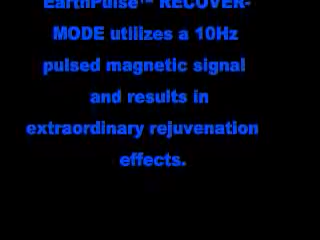 EarthPulse™ RECOVER-
MODE utilizes a 10Hz
pulsed magnetic signal
and results in
extraordinary rejuvenation
effects.